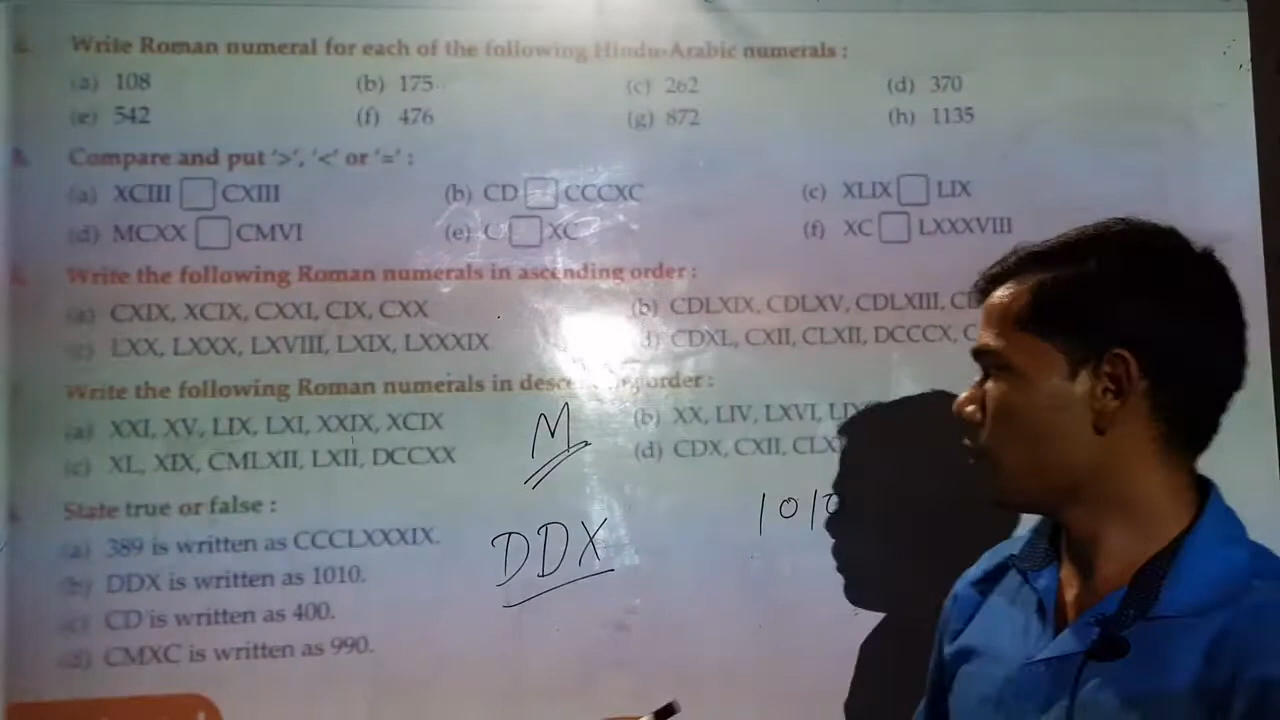 Write Roman numeral for each of the following Hindu-Arabic numerals :
(a) 108 (b) 175 (c) 262 (d) 370
(e) 542 (f) 476 (g) 872 (h) 1135
Compare and put '>', '<' or '=' :
(a) XCIII CXIII (b) CD CCCXC (c) XLIX LIX
(d) MCXX CMVI (e) C XC (f) XC LXXXVIII
Write the following Roman numerals in ascending order :
(a) CXIX, XCIX, CXXI, CIX, CXX (b) CDLXIX, CDLXV, CDLXIII,
(c) LXX, LXXX, LXVIII, LXIX, LXXXIX (d) CDXL, CXII, CLXII, DCCCX,
Write the following Roman numerals in order :
(a) XXI, XV, LIX, LXI, XXIX, XCIX (b) XX, LIV, LXVI,
(c) XL, XIX, CMLXII, LXII, DCCXX (d) CDX, CXII,
M
State true or false :
(a) 389 is written as CCCLXXXIX.
(b) DDX is written as 1010.
(c) CD is written as 400.
(d) CMXC is written as 990.
DDX 1010